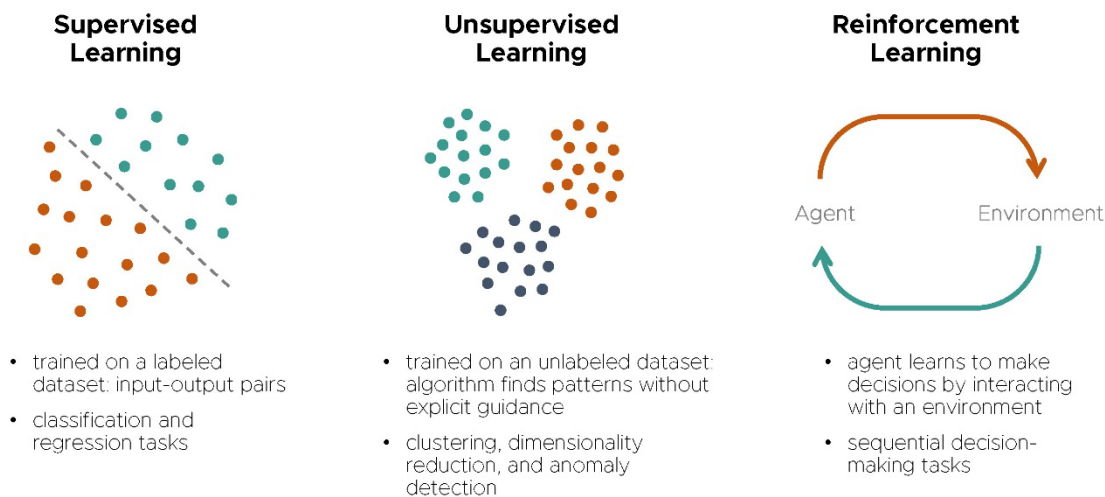 Supervised
Learning
• trained on a labeled
dataset: input-output pairs
• classification and
regression tasks
Unsupervised
Learning
• trained on an unlabeled dataset:
algorithm finds patterns without
explicit guidance
• clustering, dimensionality
reduction, and anomaly
detection
Reinforcement
Learning
Agent
Environment
• agent learns to make
decisions by interacting
with an environment
• sequential decision-
making tasks